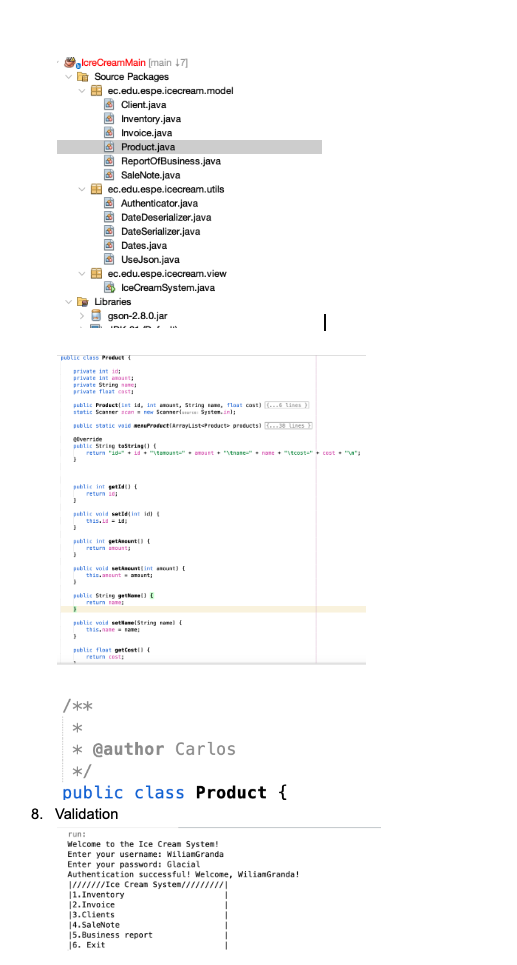 IcreCreamMain [main ↓7]
Source Packages
ec.edu.espe.icecream.model
Client.java
Inventory.java
Invoice.java
Product.java
ReportOfBusiness.java
SaleNote.java
ec.edu.espe.icecream.utils
Authenticator.java
DateDeserializer.java
DateSerializer.java
Dates.java
UseJson.java
ec.edu.espe.icecream.view
IceCreamSystem.java
Libraries
gson-2.8.0.jar
public class Product {
private int id;
private int amount;
private String name;
private float cost;
public Product(int id, int amount, String name, float cost) {...6 lines }
static Scanner scan = new Scanner(source: System.in);
public static void menuProduct(ArrayList<Product> products) {...38 lines }
@Override
public String toString() {
return "id=" + id + "\tamount=" + amount + "\tname=" + name + "\tcost=" + cost + "\n";
}
public int getId() {
return id;
}
public void setId(int id) {
this.id = id;
}
public int getAmount() {
return amount;
}
public void setAmount(int amount) {
this.amount = amount;
}
public String getName() {
return name;
}
public void setName(String name) {
this.name = name;
}
public float getCost() {
return cost;
/**
*
* @author Carlos
*/
public class Product {
8. Validation
run:
Welcome to the Ice Cream System!
Enter your username: WiliamGranda
Enter your password: Glacial
Authentication successful! Welcome, WiliamGranda!
|///////Ice Cream System/////////|
|1.Inventory |
|2.Invoice |
|3.Clients |
|4.SaleNote |
|5.Business report |
|6. Exit |